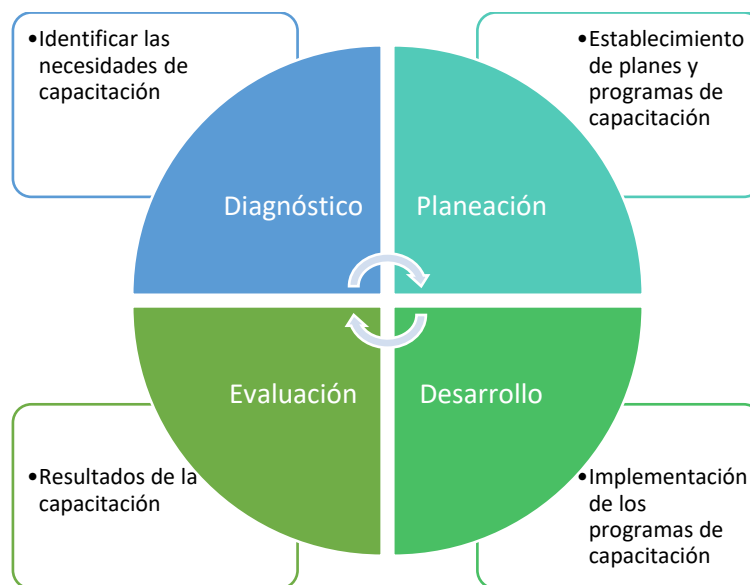 •Identificar las
necesidades de
capacitación
•Establecimiento
de planes y
programas de
capacitación
Diagnóstico
Planeación
Evaluación
Desarrollo
•Resultados de la
capacitación
•Implementación
de los
programas de
capacitación